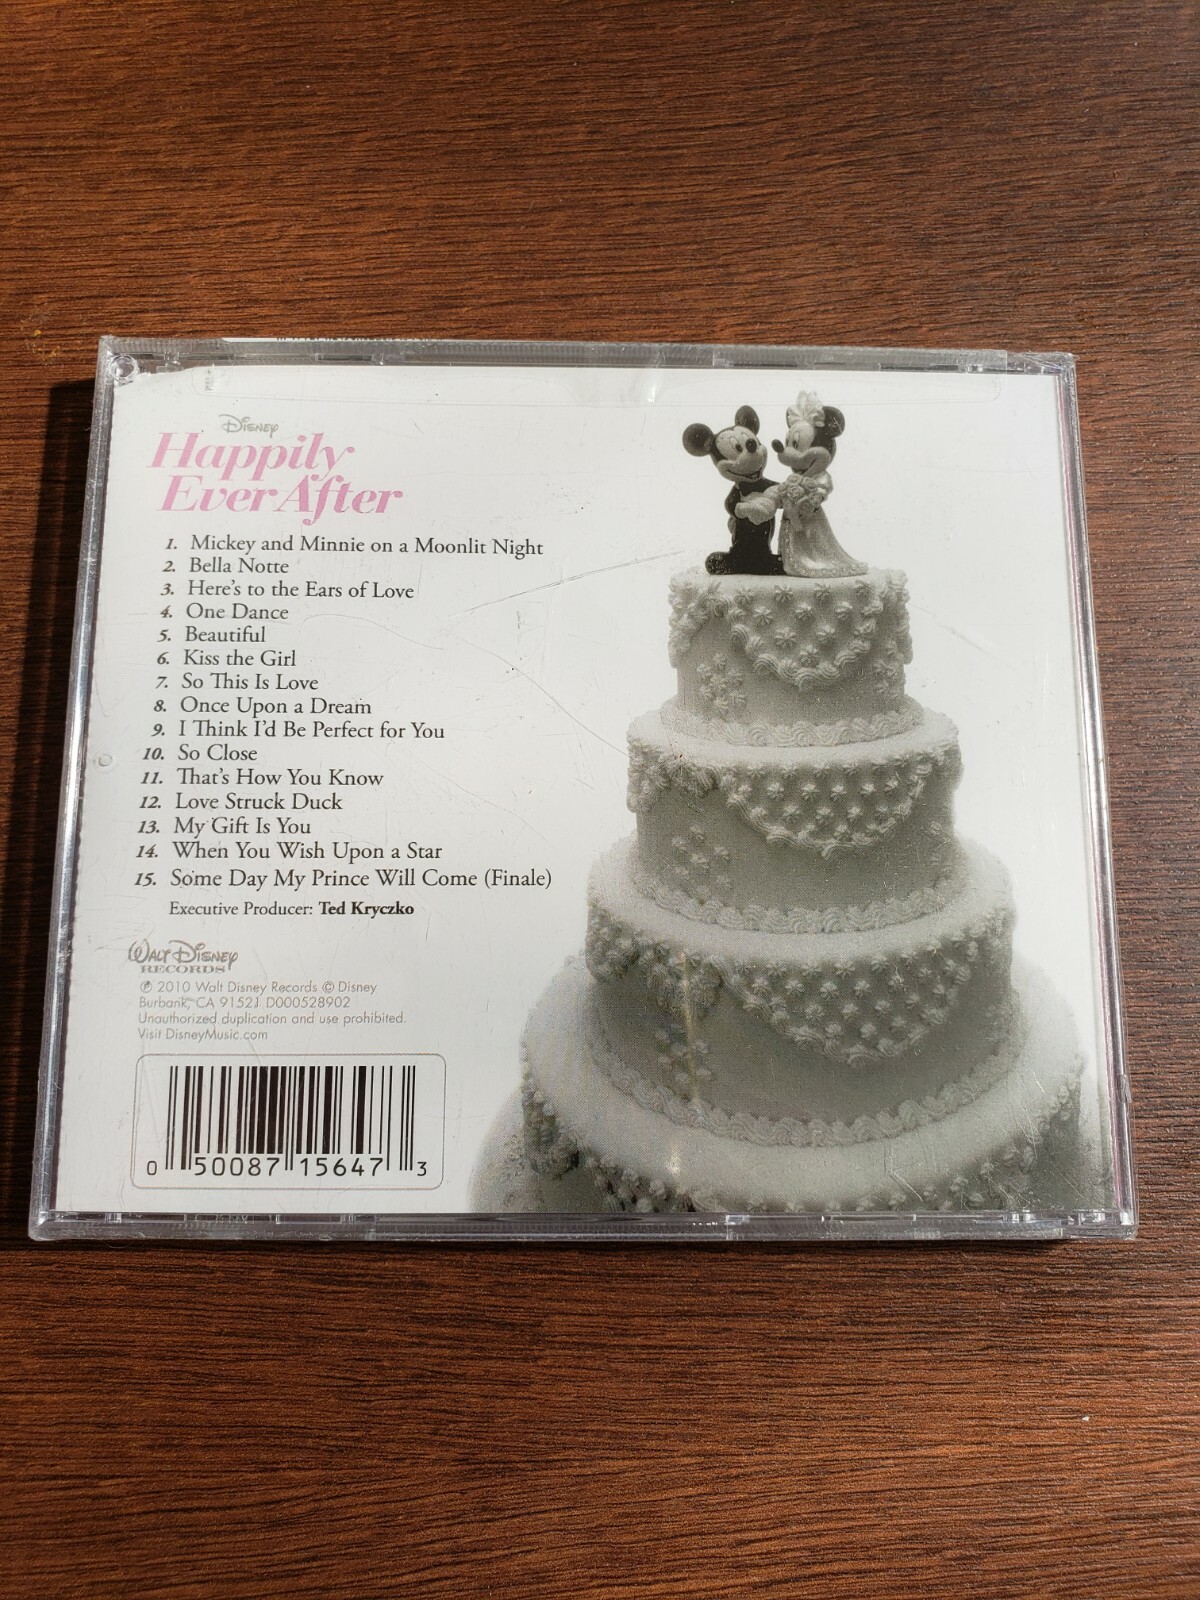 Disney
Happily
Ever After
1. Mickey and Minnie on a Moonlit Night
2. Bella Notte
3. Here's to the Ears of Love
4. One Dance
5. Beautiful
6. Kiss the Girl
7. So This Is Love
8. Once Upon a Dream
9. I Think I'd Be Perfect for You
10. So Close
11. That's How You Know
12. Love Struck Duck
13. My Gift Is You
14. When You Wish Upon a Star
15. Some Day My Prince Will Come (Finale)
Executive Producer: Ted Kryczko
Walt Disney
RECORDS
℗ 2010 Walt Disney Records © Disney
Burbank, CA 91521 D000528902
Unauthorized duplication and use prohibited.
Visit DisneyMusic.com
0 50087 15647 3